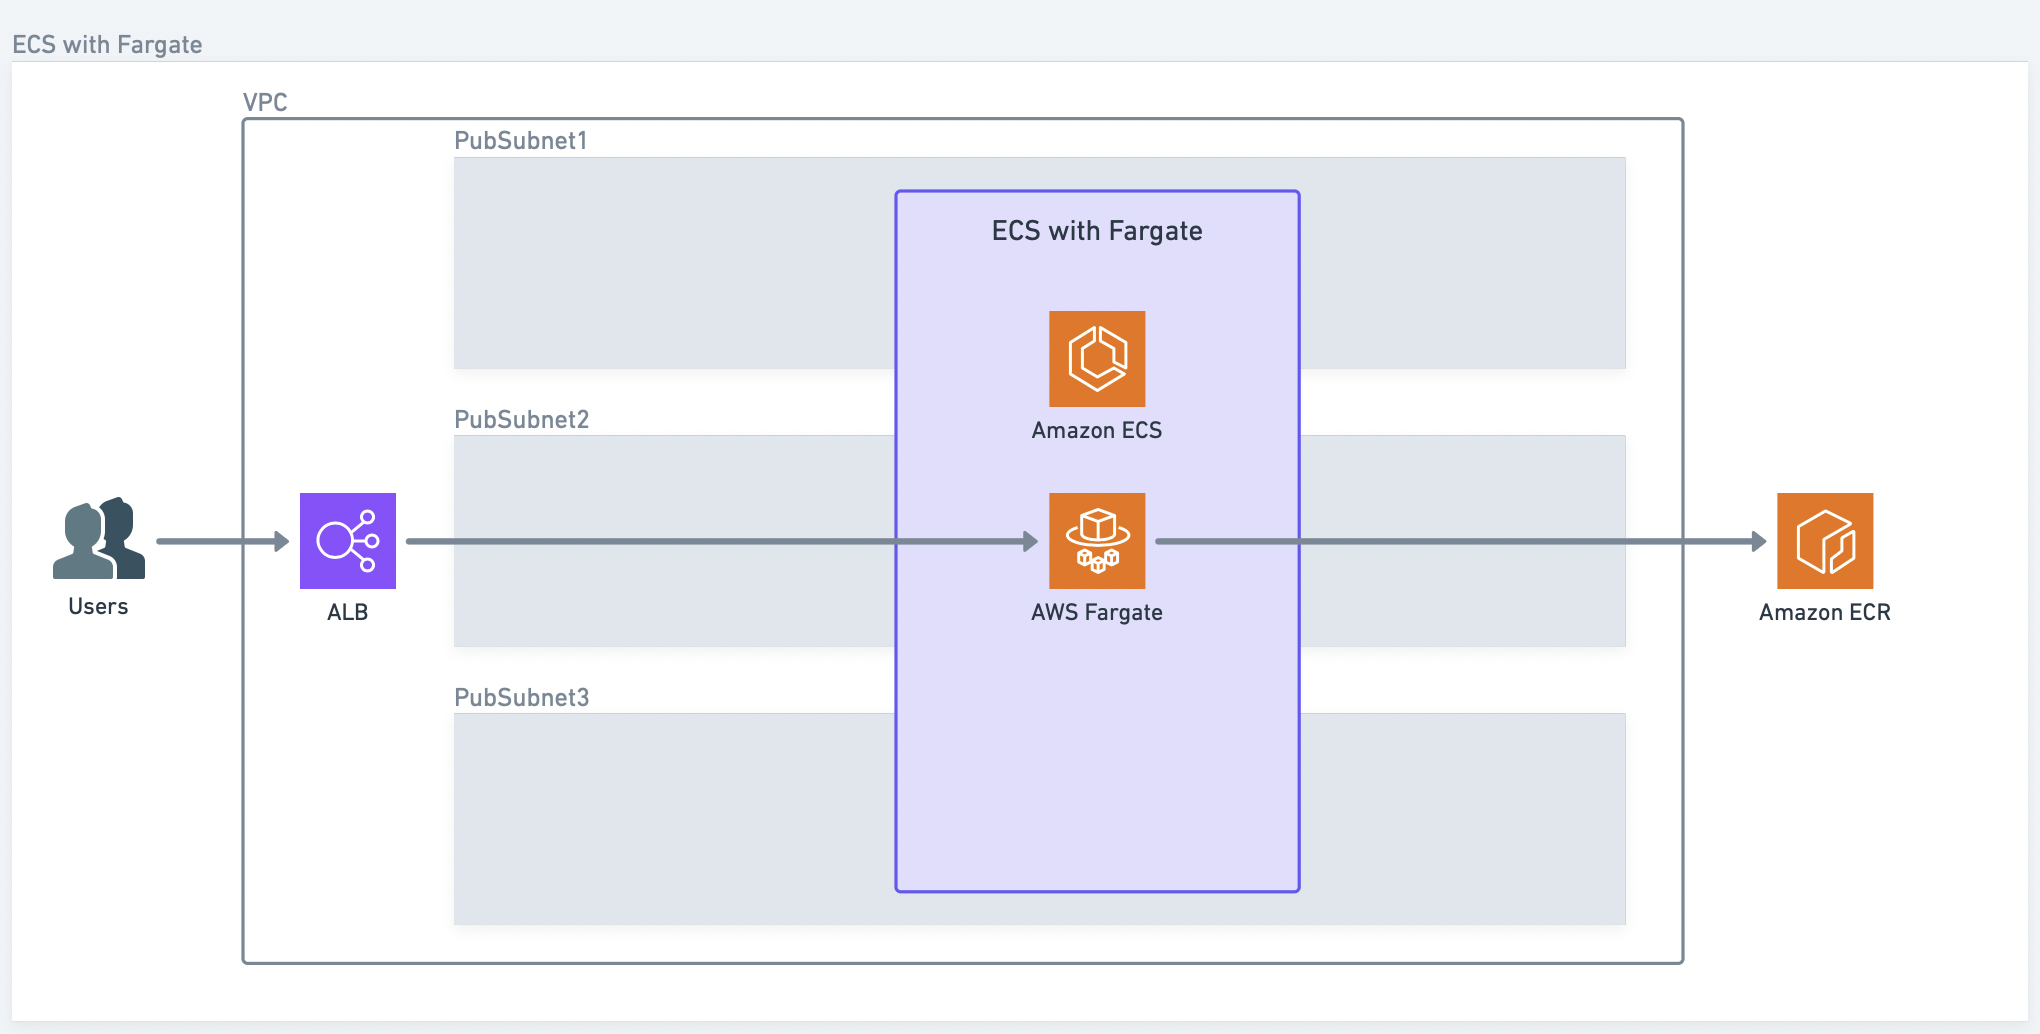 ECS with Fargate
VPC
PubSubnet1
ECS with Fargate
Amazon ECS
PubSubnet2
Users
ALB
AWS Fargate
Amazon ECR
PubSubnet3